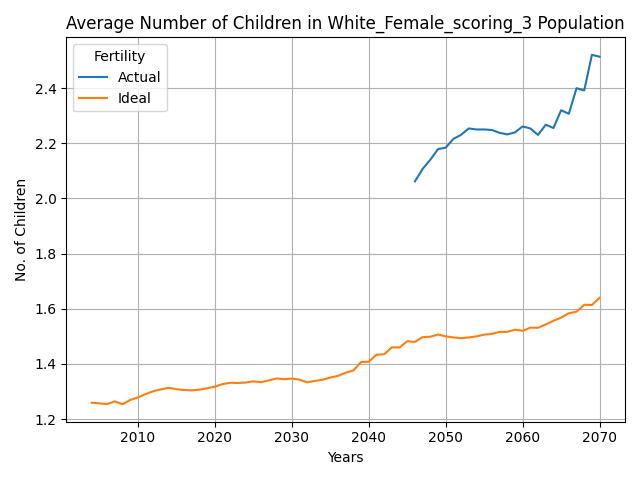 Average Number of Children in White_Female_scoring_3 Population
Fertility
Actual
Ideal
No. of Children
2.4
2.2
2.0
1.8
1.6
1.4
1.2
2010 2020 2030 2040 2050 2060 2070
Years